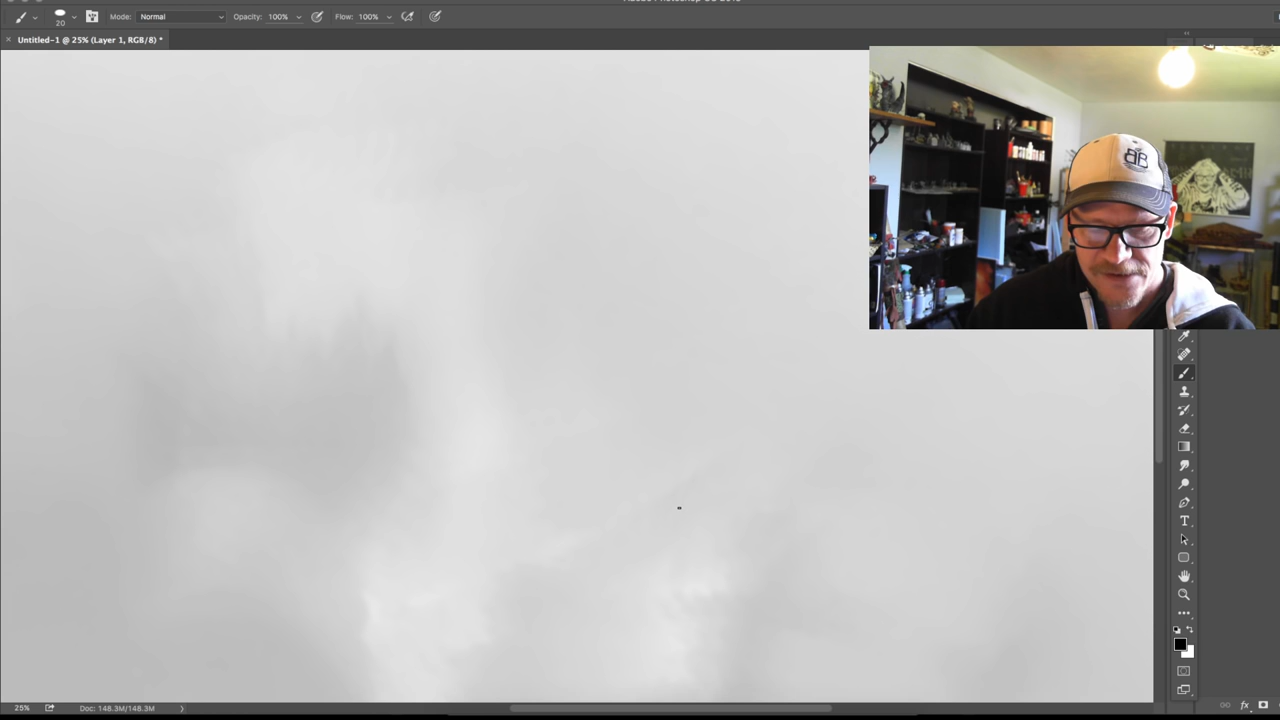 20
Mode: Normal
Opacity: 100%
Flow: 100%
Untitled-1 @ 25% (Layer 1, RGB/8) *
25%
Doc: 148.3M/148.3M